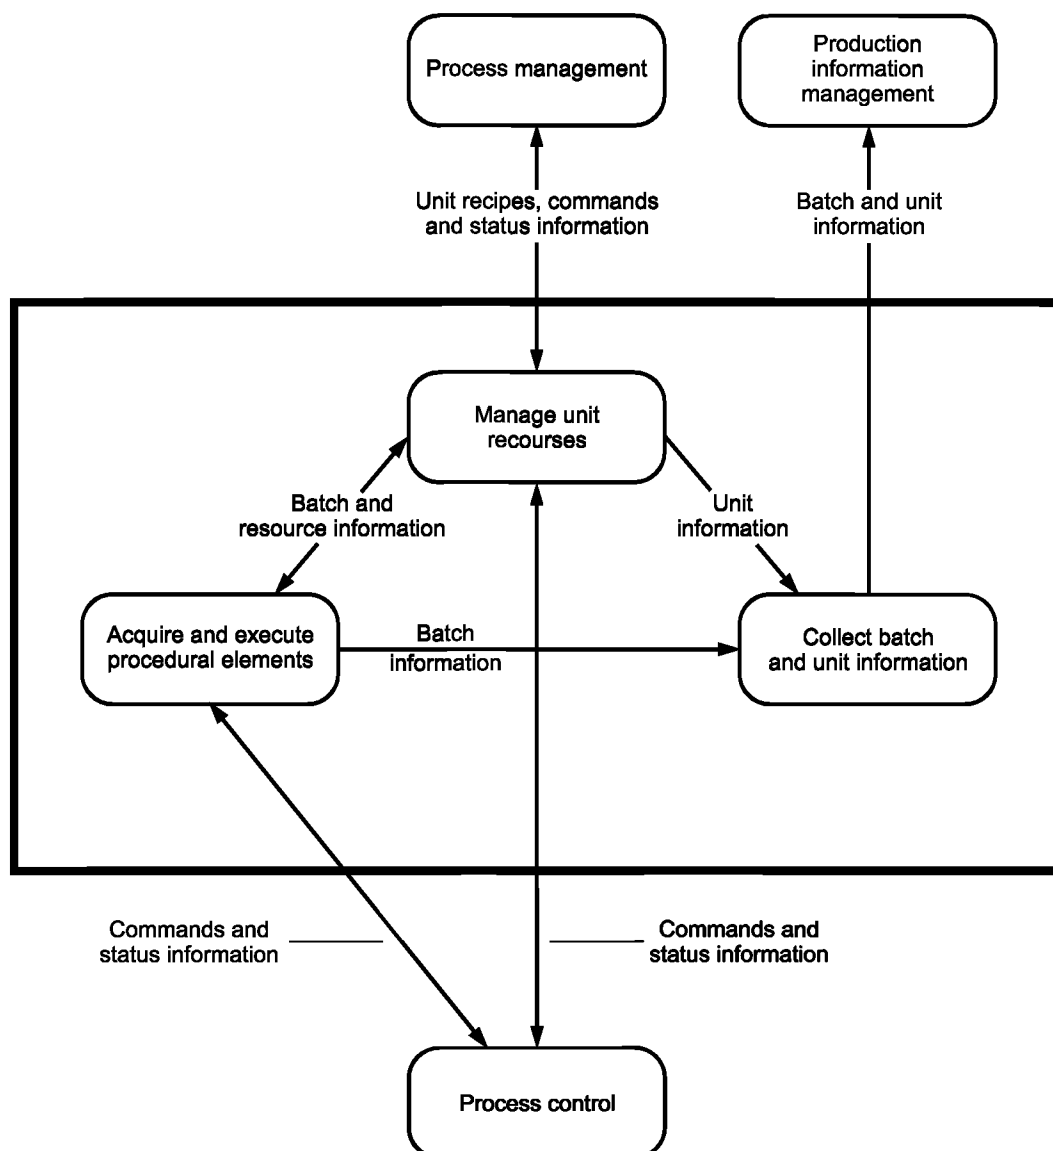 Process management
Production
information
management
Unit recipes, commands
and status information
Batch and unit
information
Manage unit
recourses
Batch and
resource information
Unit
information
Acquire and execute
procedural elements
Batch
information
Collect batch
and unit information
Commands and
status information
Commands and
status information
Process control